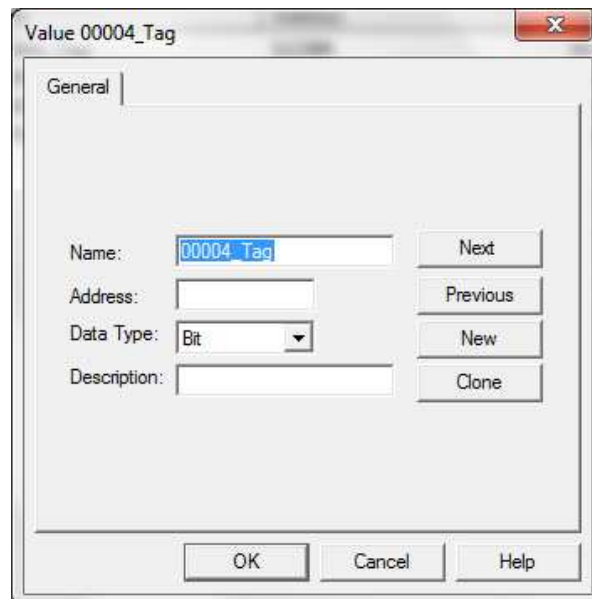 Value 00004_Tag
General
Name: 00004_Tag Next
Address: Previous
Data Type: Bit New
Description: Clone
OK Cancel Help